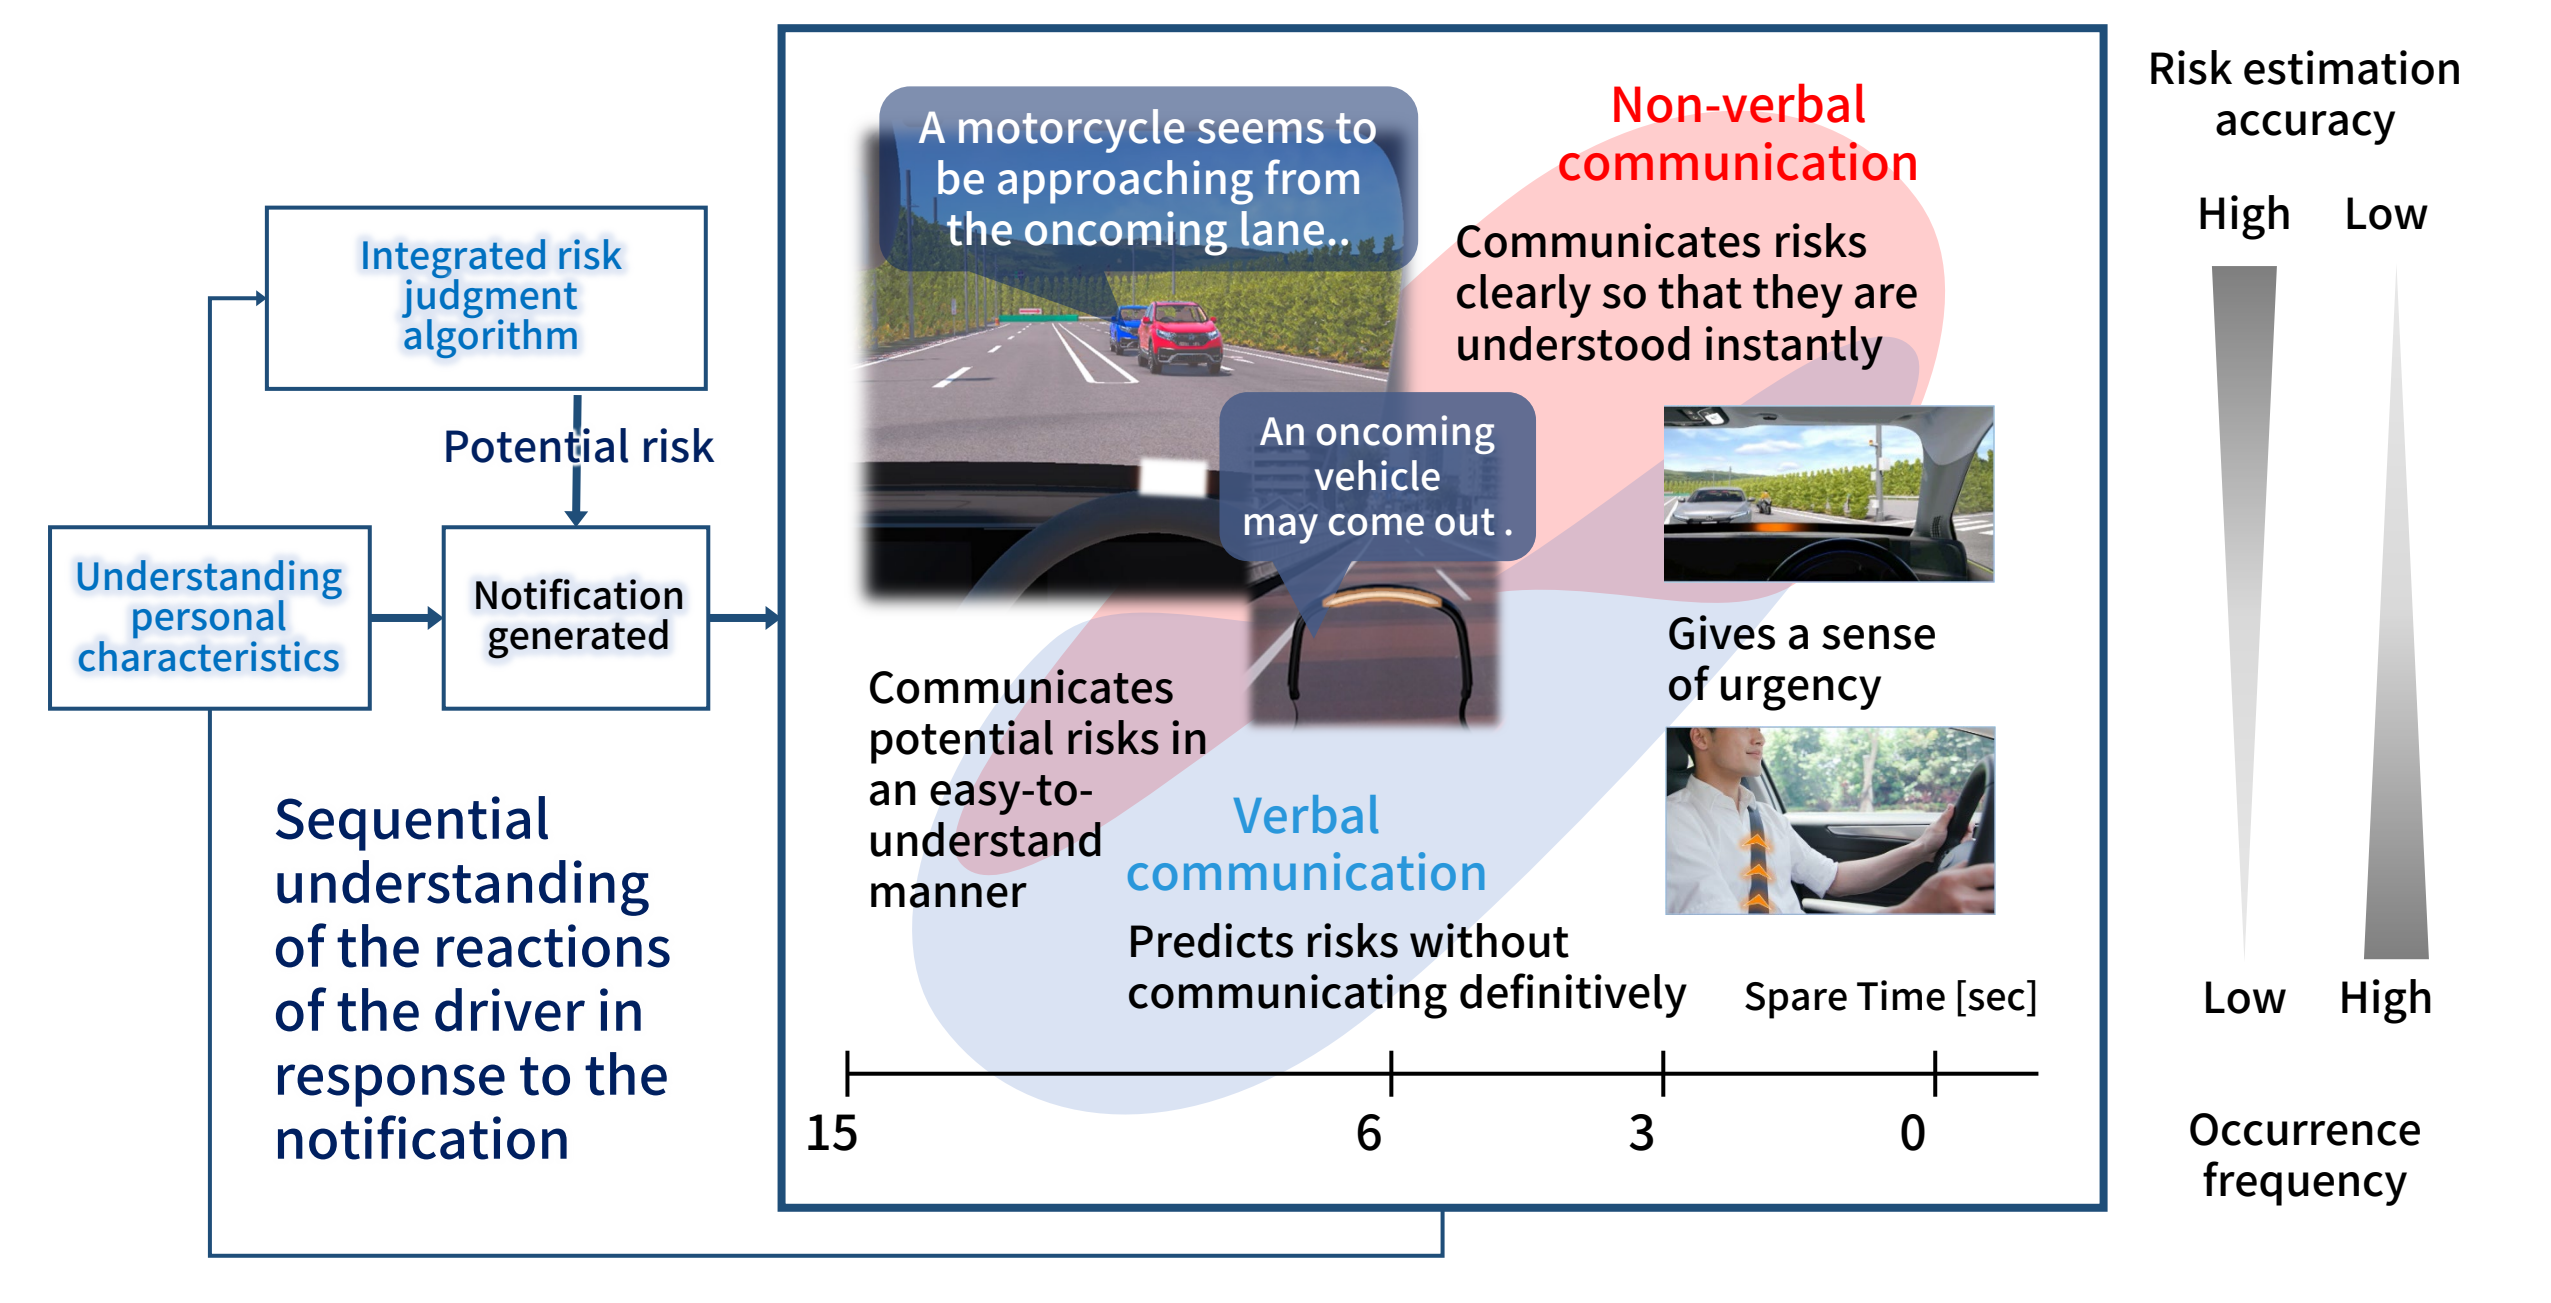 Integrated risk
judgment
algorithm
Potential risk
Understanding
personal
characteristics
Notification
generated
Sequential
understanding
of the reactions
of the driver in
response to the
notification
A motorcycle seems to
be approaching from
the oncoming lane..
Non-verbal
communication
Communicates risks
clearly so that they are
understood instantly
An oncoming
vehicle
may come out .
Gives a sense
of urgency
Communicates
potential risks in
an easy-to-
understand
manner
Verbal
communication
Predicts risks without
communicating definitively
Spare Time [sec]
15
6
3
0
Risk estimation
accuracy
High Low
Low High
Occurrence
frequency